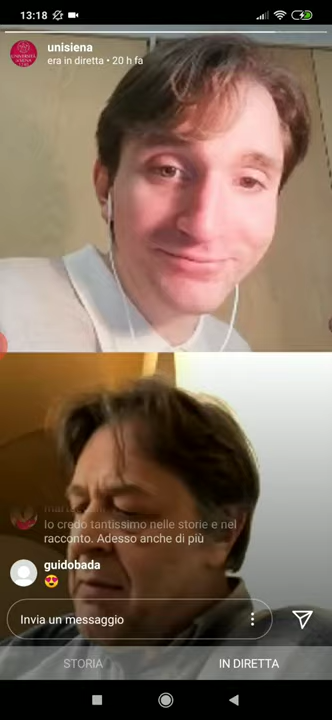 13:18
unisiena
era in diretta • 20 h fa
Io credo tantissimo nelle storie e nel
racconto. Adesso anche di più
guidobada
😍
Invia un messaggio
STORIA
IN DIRETTA